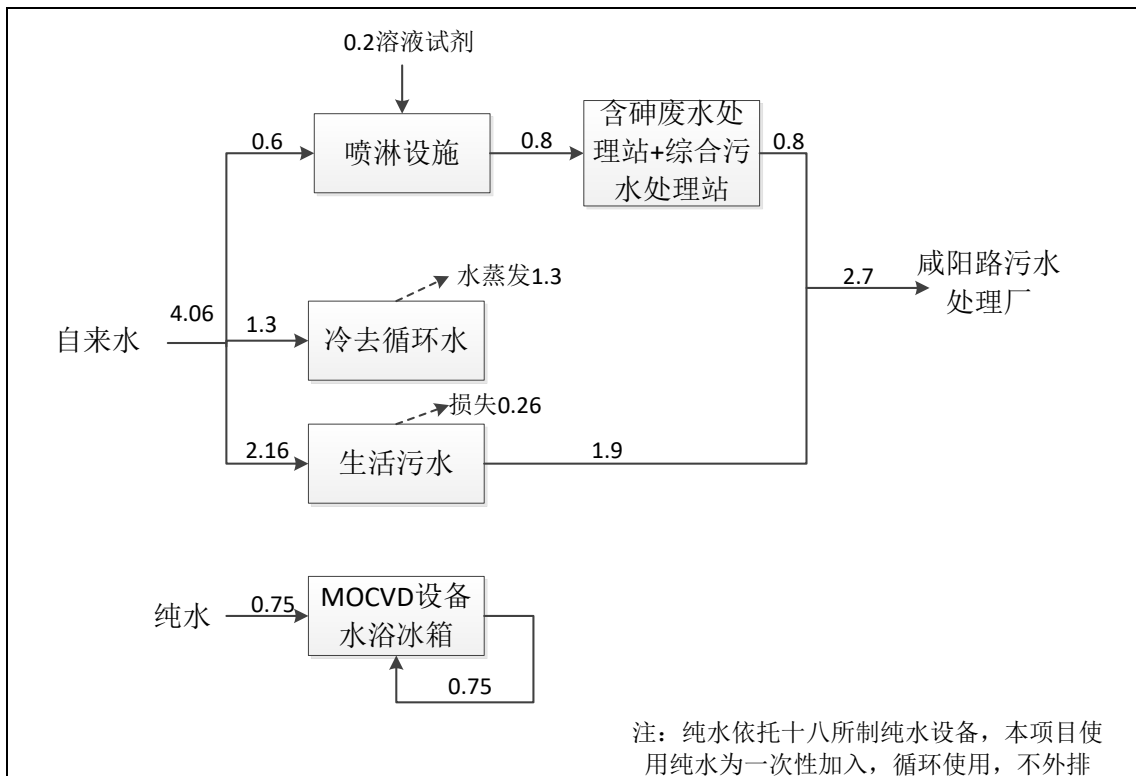 0.2溶液试剂
0.6
喷淋设施
0.8
含砷废水处
理站+综合污
水处理站
0.8
水蒸发1.3
自来水
4.06
1.3
冷去循环水
2.7
咸阳路污水
处理厂
损失0.26
2.16
生活污水
1.9
纯水
0.75
MOCVD设备
水浴冰箱
0.75
注：纯水依托十八所制纯水设备，本项目使
用纯水为一次性加入，循环使用，不外排